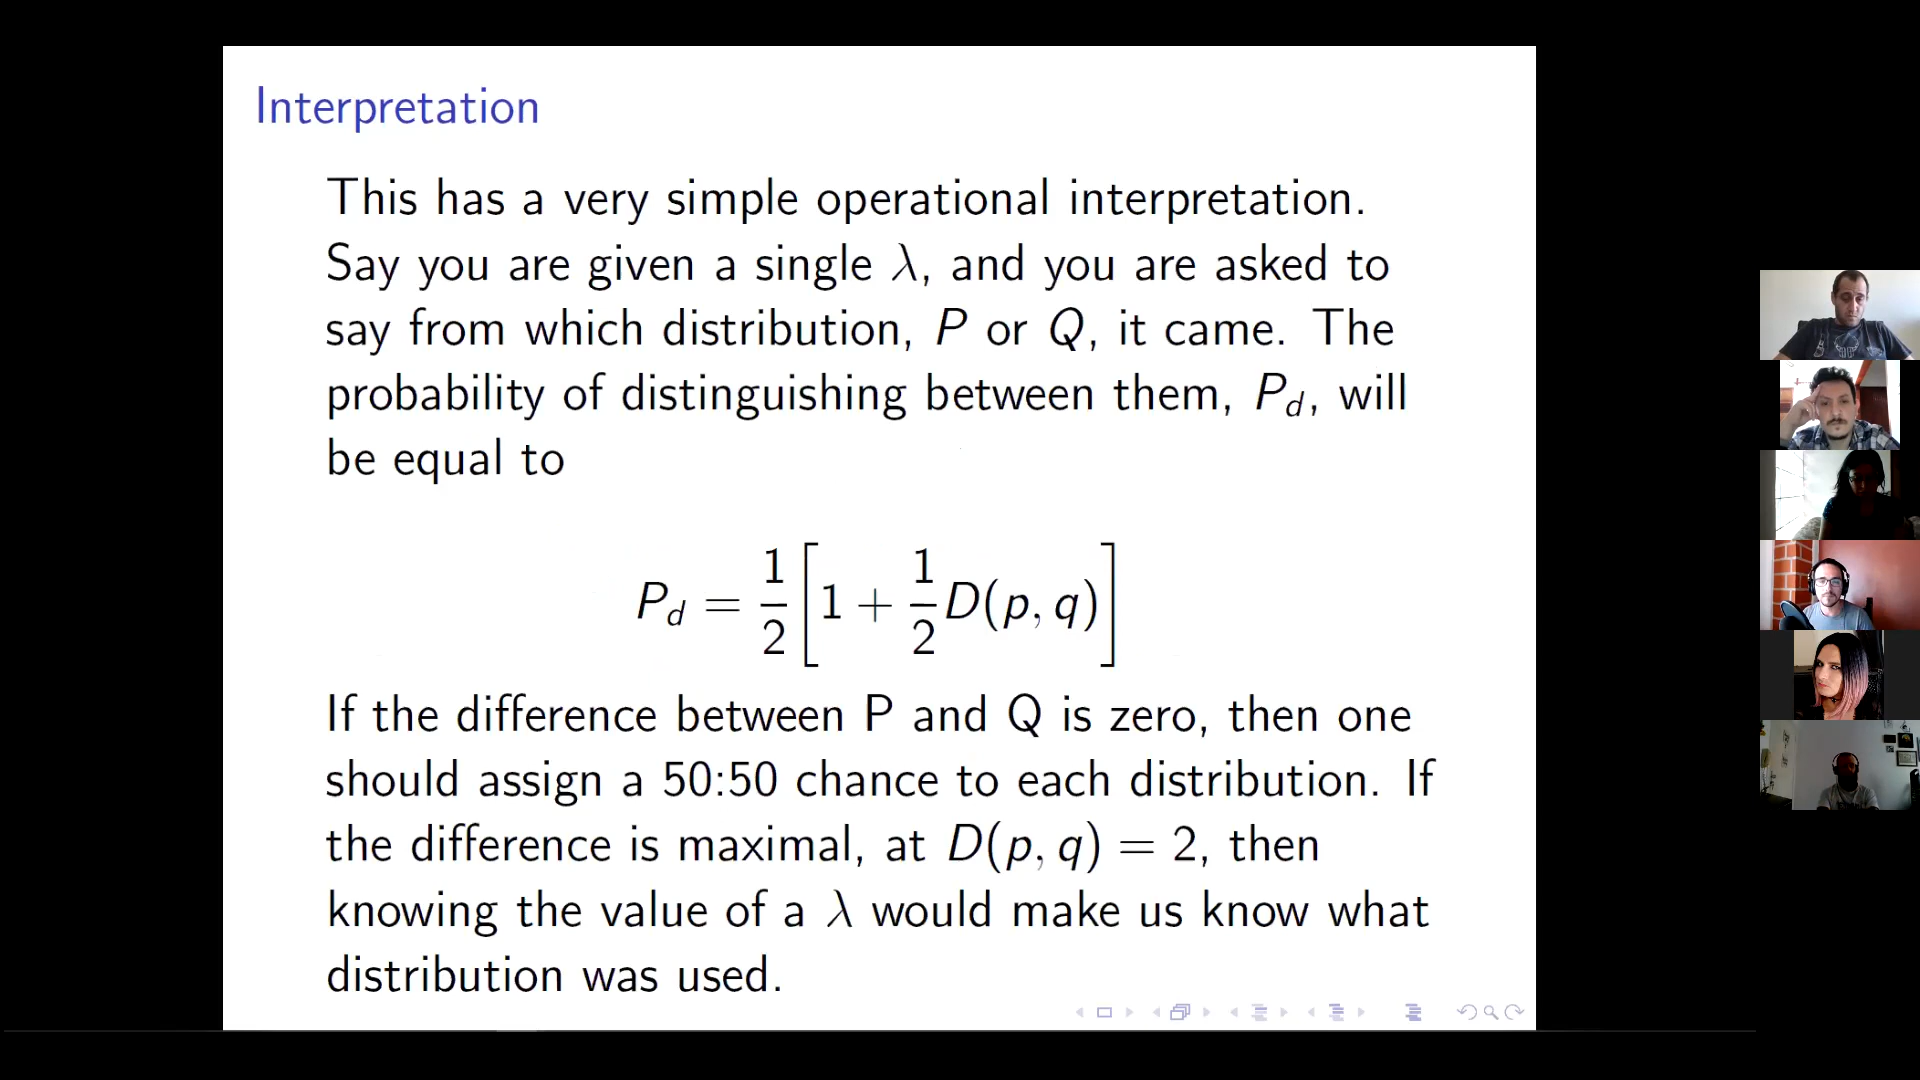 Interpretation
This has a very simple operational interpretation.
Say you are given a single λ, and you are asked to
say from which distribution, P or Q, it came. The
probability of distinguishing between them, P_d, will
be equal to
P_d = 1/2 [1 + 1/2 D(p, q)]
If the difference between P and Q is zero, then one
should assign a 50:50 chance to each distribution. If
the difference is maximal, at D(p, q) = 2, then
knowing the value of a λ would make us know what
distribution was used.